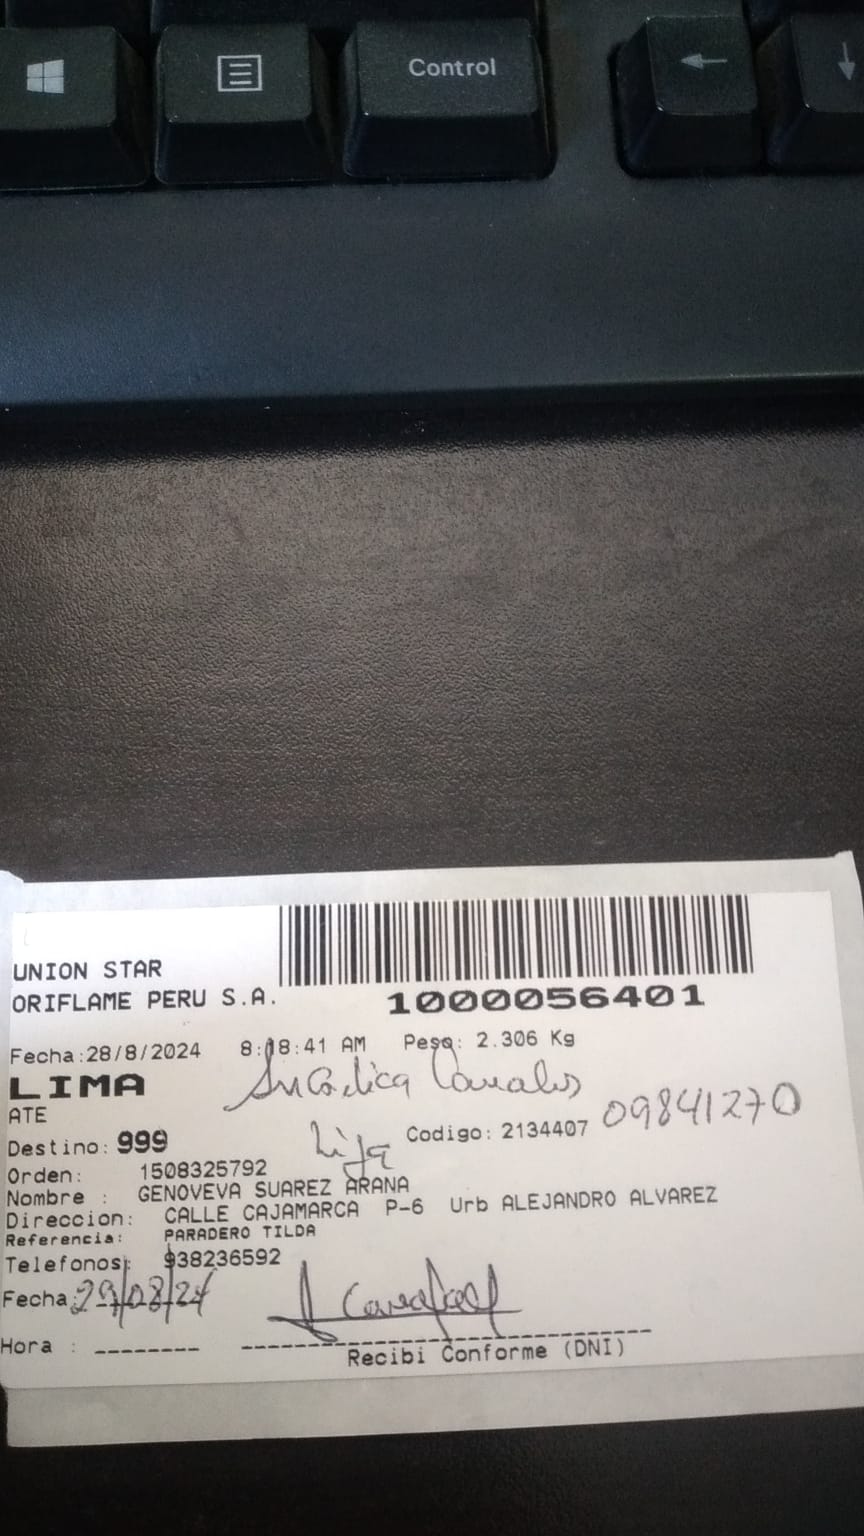 Control
UNION STAR
ORIFLAME PERU S.A.
1000056401
Fecha:28/8/2024 8:18:41 AM Peso: 2.306 Kg
LIMA
ATE
Destino: 999 Hija Codigo: 2134407 09841270
Orden: 1508325792
Nombre : GENOVEVA SUAREZ ARANA
Direccion: CALLE CAJAMARCA P-6 Urb ALEJANDRO ALVAREZ
Referencia: PARADERO TILDA
Telefonos: 938236592
Fecha: 29/08/24
Hora :
Recibi Conforme (DNI)